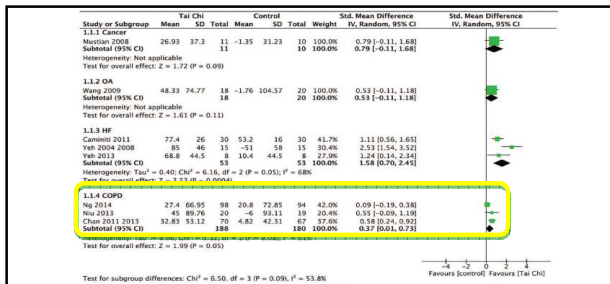 Tai Chi Control Std. Mean Difference Std. Mean Difference
Study or Subgroup Mean SD Total Mean SD Total Weight IV, Random, 95% CI IV, Random, 95% CI
1.1.1 Cancer
Mustian 2008 26.93 37.3 11 -1.35 31.23 10 100.0% 0.79 [-0.11, 1.68]
Subtotal (95% CI) 11 10 100.0% 0.79 [-0.11, 1.68]
Heterogeneity: Not applicable
Test for overall effect: Z = 1.72 (P = 0.09)
1.1.2 OA
Wang 2009 48.33 74.77 18 -1.76 104.57 20 100.0% 0.53 [-0.11, 1.18]
Subtotal (95% CI) 18 20 100.0% 0.53 [-0.11, 1.18]
Heterogeneity: Not applicable
Test for overall effect: Z = 1.61 (P = 0.11)
1.1.3 HF
Caminiti 2011 77.4 26 30 53.2 16 30 41.7% 1.11 [0.56, 1.65]
Yeh 2004 2008 85 46 15 -51 58 15 2.53 [1.54, 3.52]
Yeh 2013 68.8 44.5 8 10.4 44.5 8 1.24 [0.14, 2.34]
Subtotal (95% CI) 53 53 100.0% 1.58 [0.70, 2.45]
Heterogeneity: Tau² = 0.40; Chi² = 6.16, df = 2 (P = 0.05); I² = 68%
Test for overall effect: Z = 3.53 (P = 0.0004)
1.1.4 COPD
Ng 2014 27.4 66.95 98 20.8 72.85 94 0.09 [-0.19, 0.38]
Niu 2013 45 89.76 20 -6 93.11 19 0.55 [-0.09, 1.19]
Chan 2011 2013 32.83 53.12 70 4.82 42.31 67 0.58 [0.24, 0.92]
Subtotal (95% CI) 188 180 100.0% 0.37 [0.01, 0.73]
Test for overall effect: Z = 1.99 (P = 0.05)
Test for subgroup differences: Chi² = 6.50, df = 3 (P = 0.09), I² = 53.8%
-4 -2 0 2 4
Favours [control] Favours [Tai Chi]